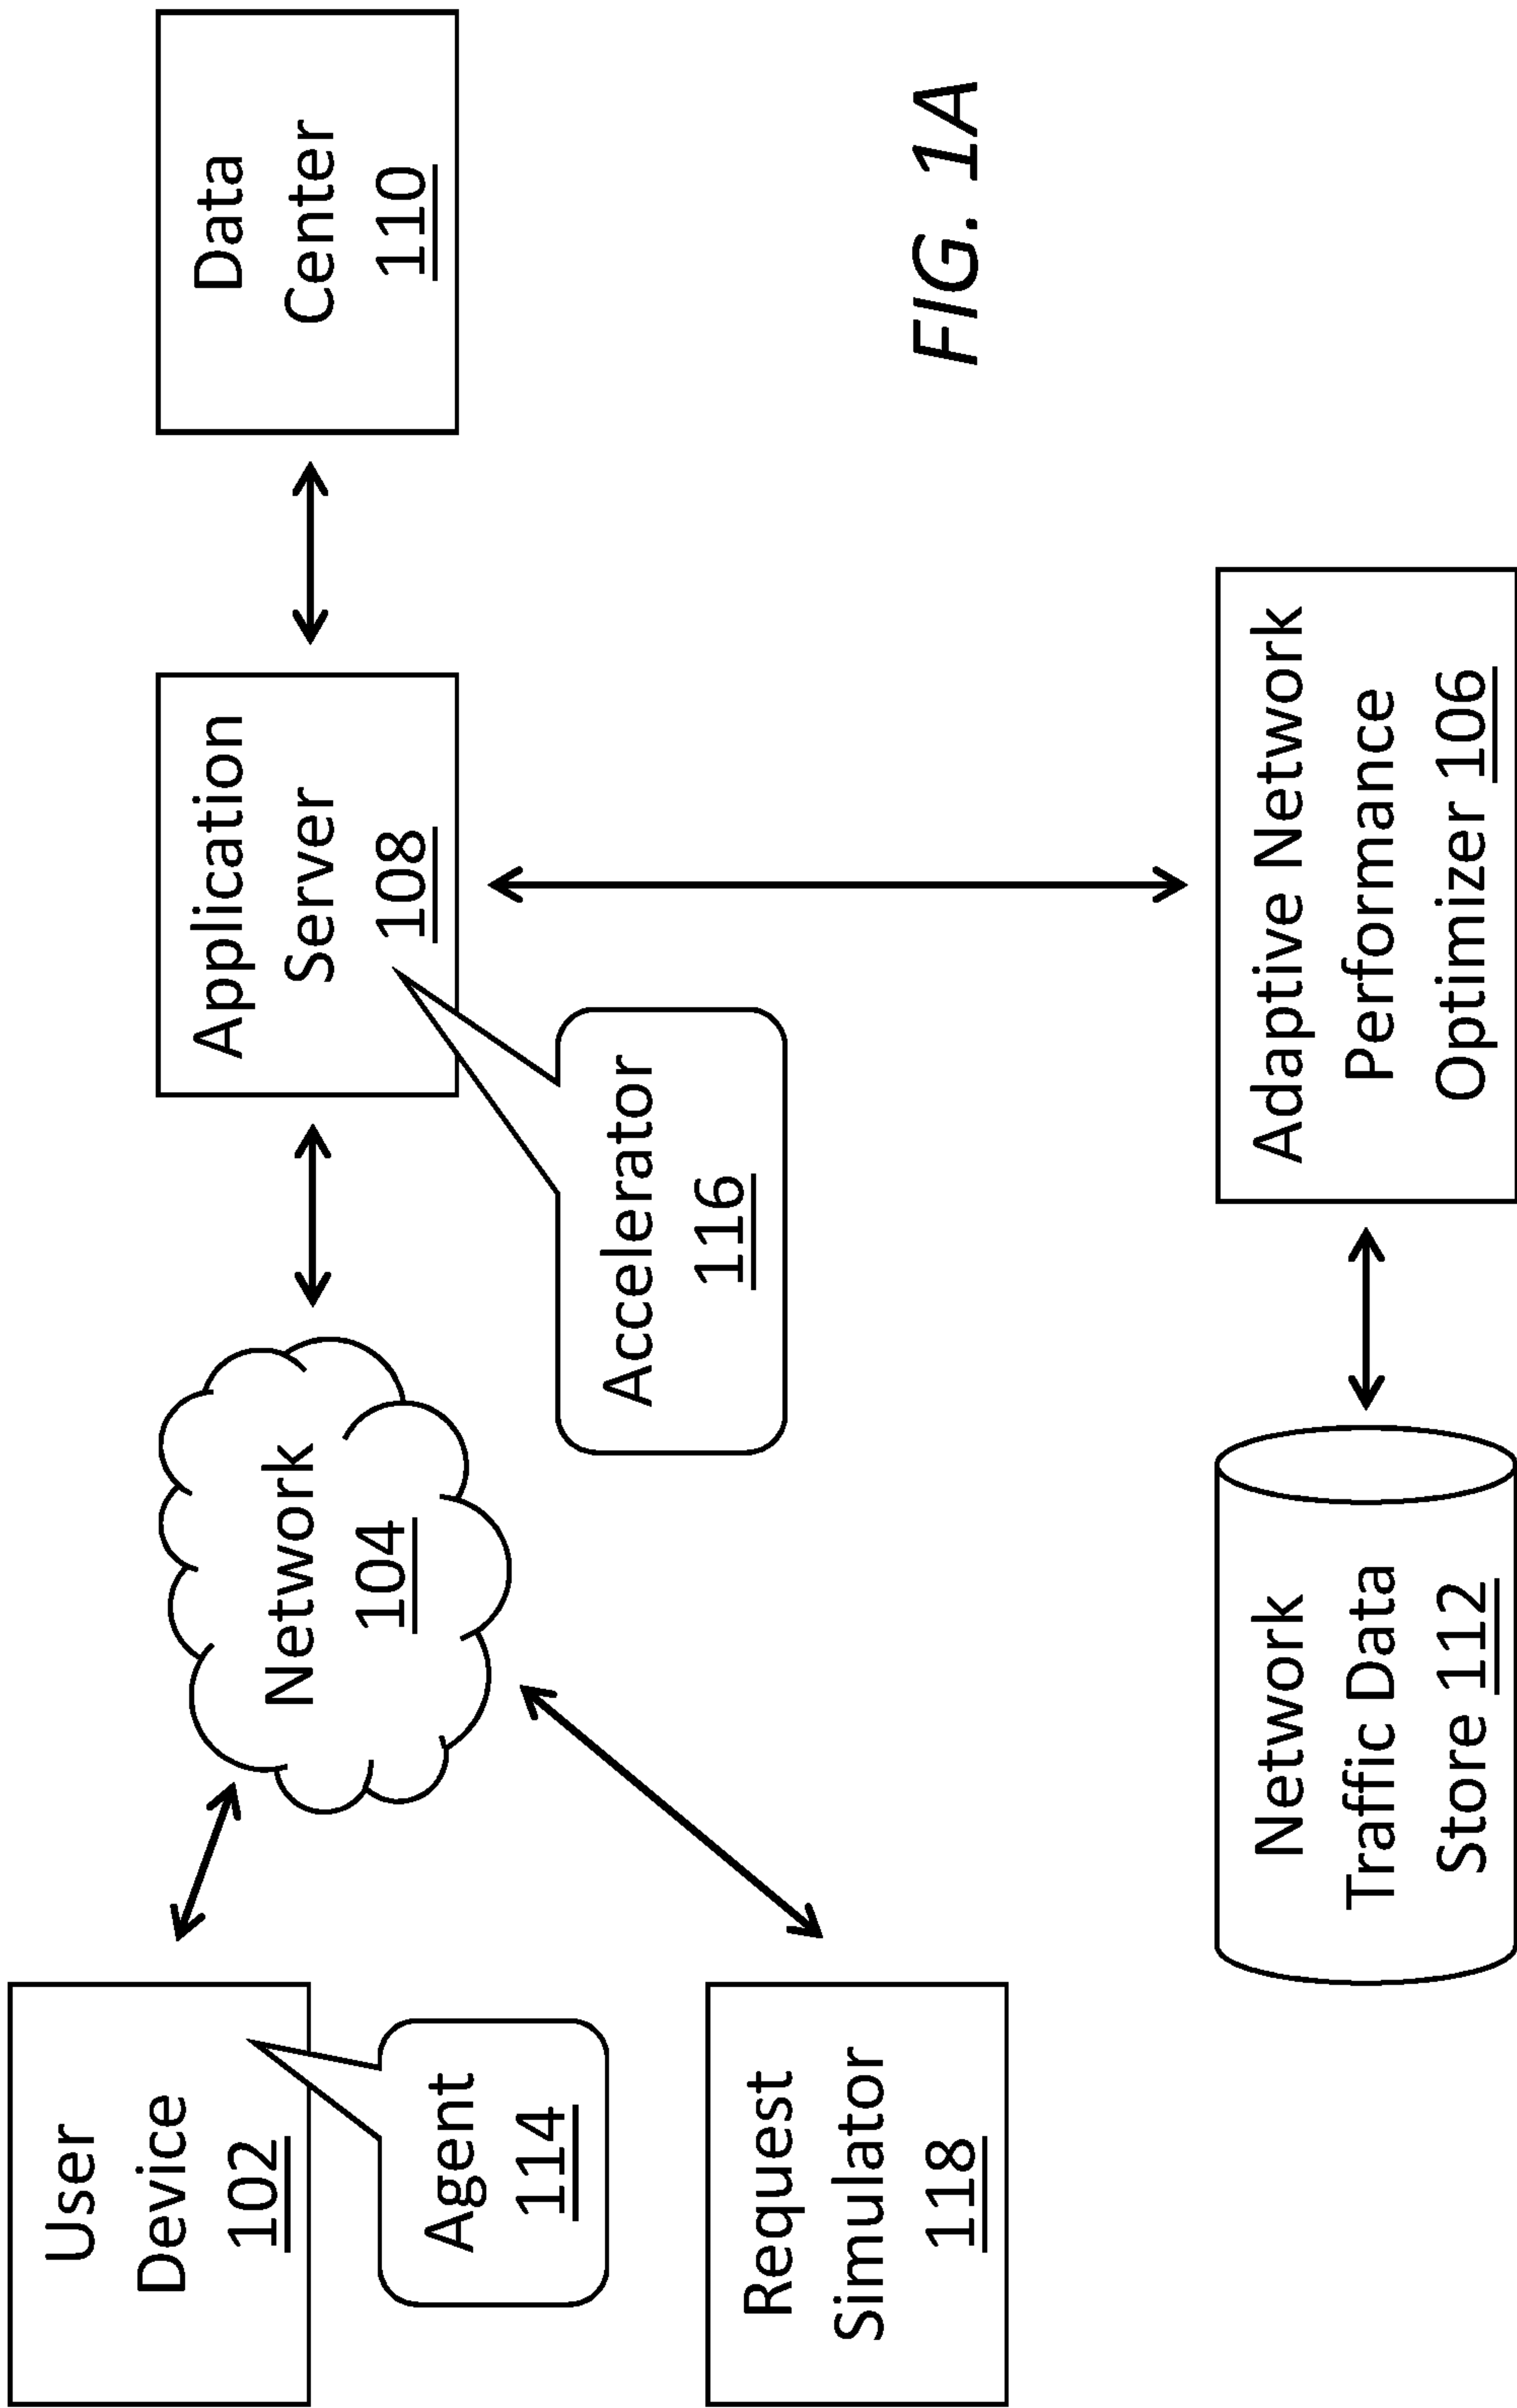 User
Device
102
Agent
114
Request
Simulator
118
Network
104
Application
Server
108
Accelerator
116
Data
Center
110
Network
Traffic Data
Store 112
Adaptive Network
Performance
Optimizer 106
FIG. 1A